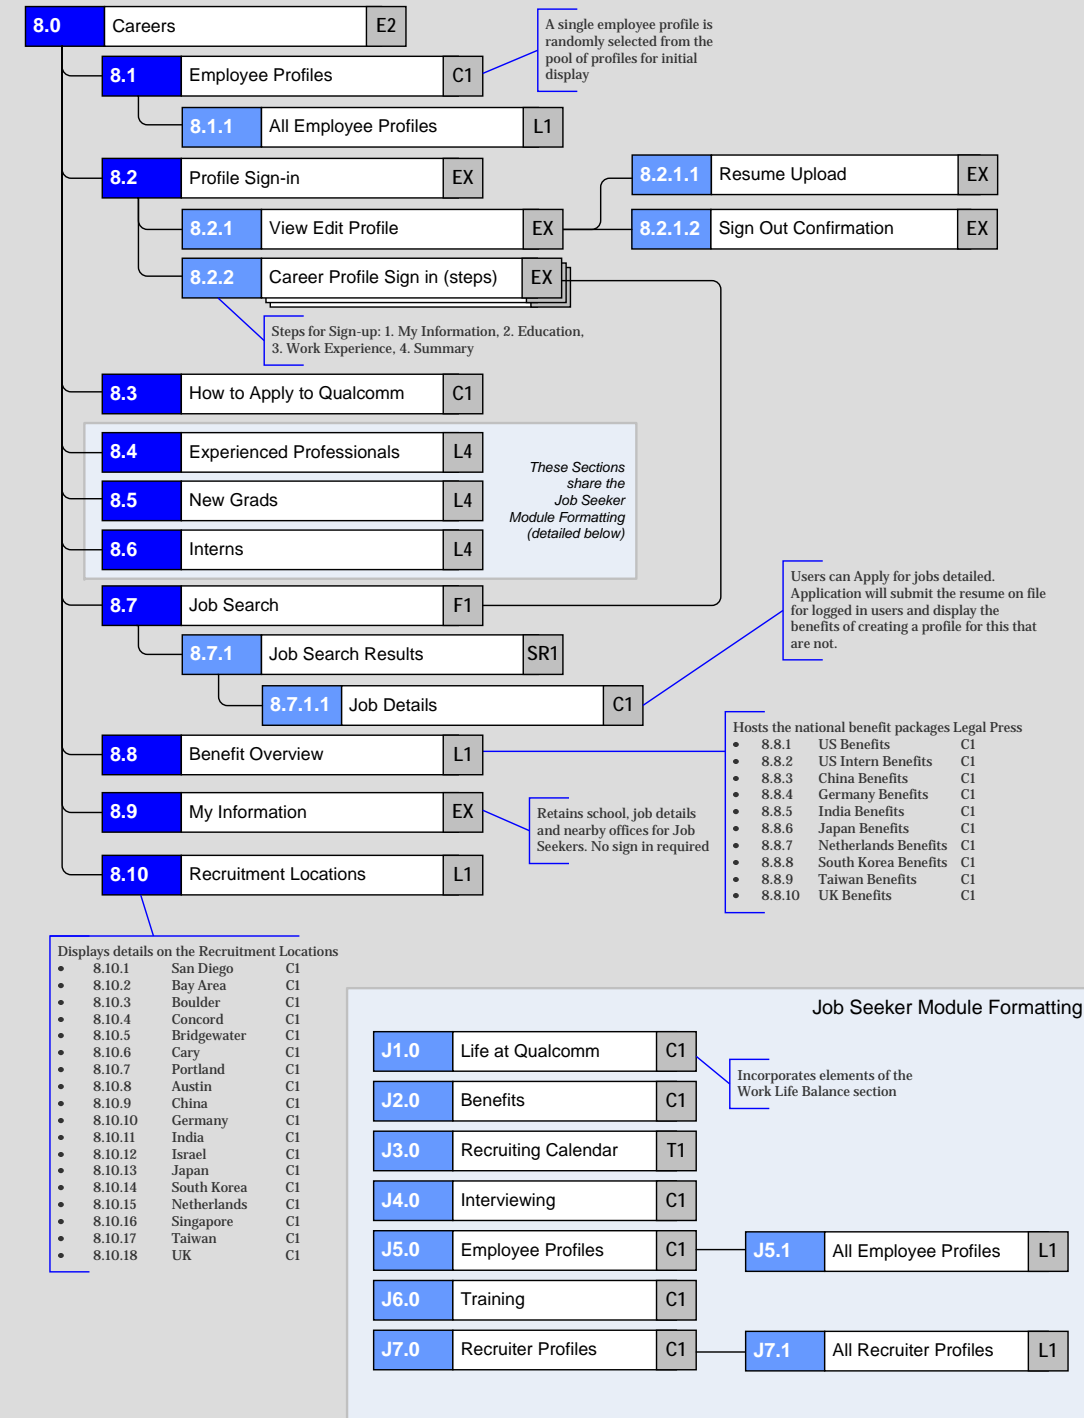 8.0 Careers E2
A single employee profile is
randomly selected from the
pool of profiles for initial
display
8.1 Employee Profiles C1
8.1.1 All Employee Profiles L1
8.2 Profile Sign-in EX
8.2.1.1 Resume Upload EX
8.2.1 View Edit Profile EX
8.2.1.2 Sign Out Confirmation EX
8.2.2 Career Profile Sign in (steps) EX
Steps for Sign-up: 1. My Information, 2. Education,
3. Work Experience, 4. Summary
8.3 How to Apply to Qualcomm C1
8.4 Experienced Professionals L4
8.5 New Grads L4
8.6 Interns L4
These Sections
share the
Job Seeker
Module Formatting
(detailed below)
8.7 Job Search F1
Users can Apply for jobs detailed.
Application will submit the resume on file
for logged in users and display the
benefits of creating a profile for this that
are not.
8.7.1 Job Search Results SR1
8.7.1.1 Job Details C1
8.8 Benefit Overview L1
Hosts the national benefit packages Legal Press
• 8.8.1 US Benefits C1
• 8.8.2 US Intern Benefits C1
• 8.8.3 China Benefits C1
• 8.8.4 Germany Benefits C1
• 8.8.5 India Benefits C1
• 8.8.6 Japan Benefits C1
• 8.8.7 Netherlands Benefits C1
• 8.8.8 South Korea Benefits C1
• 8.8.9 Taiwan Benefits C1
• 8.8.10 UK Benefits C1
8.9 My Information EX
Retains school, job details
and nearby offices for Job
Seekers. No sign in required
8.10 Recruitment Locations L1
Displays details on the Recruitment Locations
• 8.10.1 San Diego C1
• 8.10.2 Bay Area C1
• 8.10.3 Boulder C1
• 8.10.4 Concord C1
• 8.10.5 Bridgewater C1
• 8.10.6 Cary C1
• 8.10.7 Portland C1
• 8.10.8 Austin C1
• 8.10.9 China C1
• 8.10.10 Germany C1
• 8.10.11 India C1
• 8.10.12 Israel C1
• 8.10.13 Japan C1
• 8.10.14 South Korea C1
• 8.10.15 Netherlands C1
• 8.10.16 Singapore C1
• 8.10.17 Taiwan C1
• 8.10.18 UK C1
Job Seeker Module Formatting
J1.0 Life at Qualcomm C1
Incorporates elements of the
Work Life Balance section
J2.0 Benefits C1
J3.0 Recruiting Calendar T1
J4.0 Interviewing C1
J5.0 Employee Profiles C1
J5.1 All Employee Profiles L1
J6.0 Training C1
J7.0 Recruiter Profiles C1
J7.1 All Recruiter Profiles L1